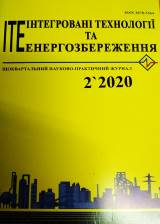 ІТЕ ІНТЕГРОВАНІ ТЕХНОЛОГІЇ
ТА
ЕНЕРГОЗБЕРЕЖЕННЯ
ЩОКВАРТАЛЬНИЙ НАУКОВО-ПРАКТИЧНИЙ ЖУРНАЛ
2`2020